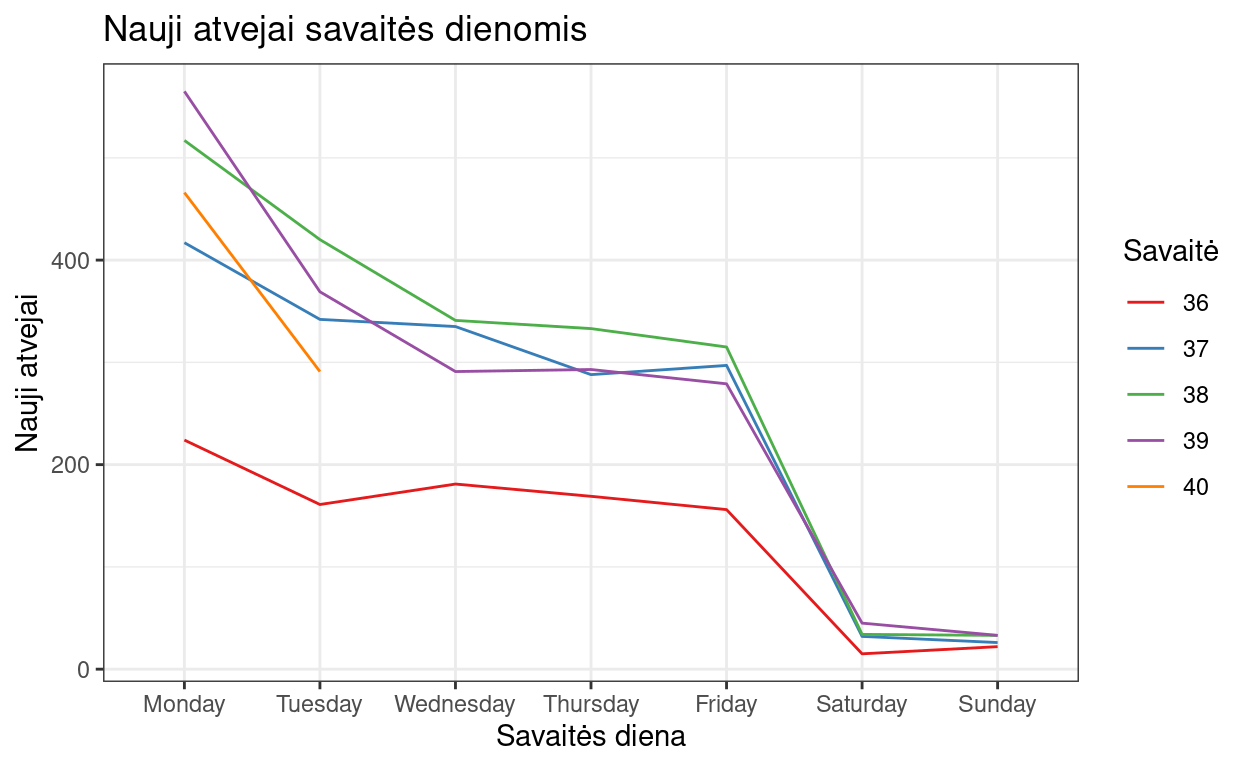 Nauji atvejai savaitės dienomis
Nauji atvejai
400
200
0
Monday Tuesday Wednesday Thursday Friday Saturday Sunday
Savaitės diena
Savaitė
36
37
38
39
40